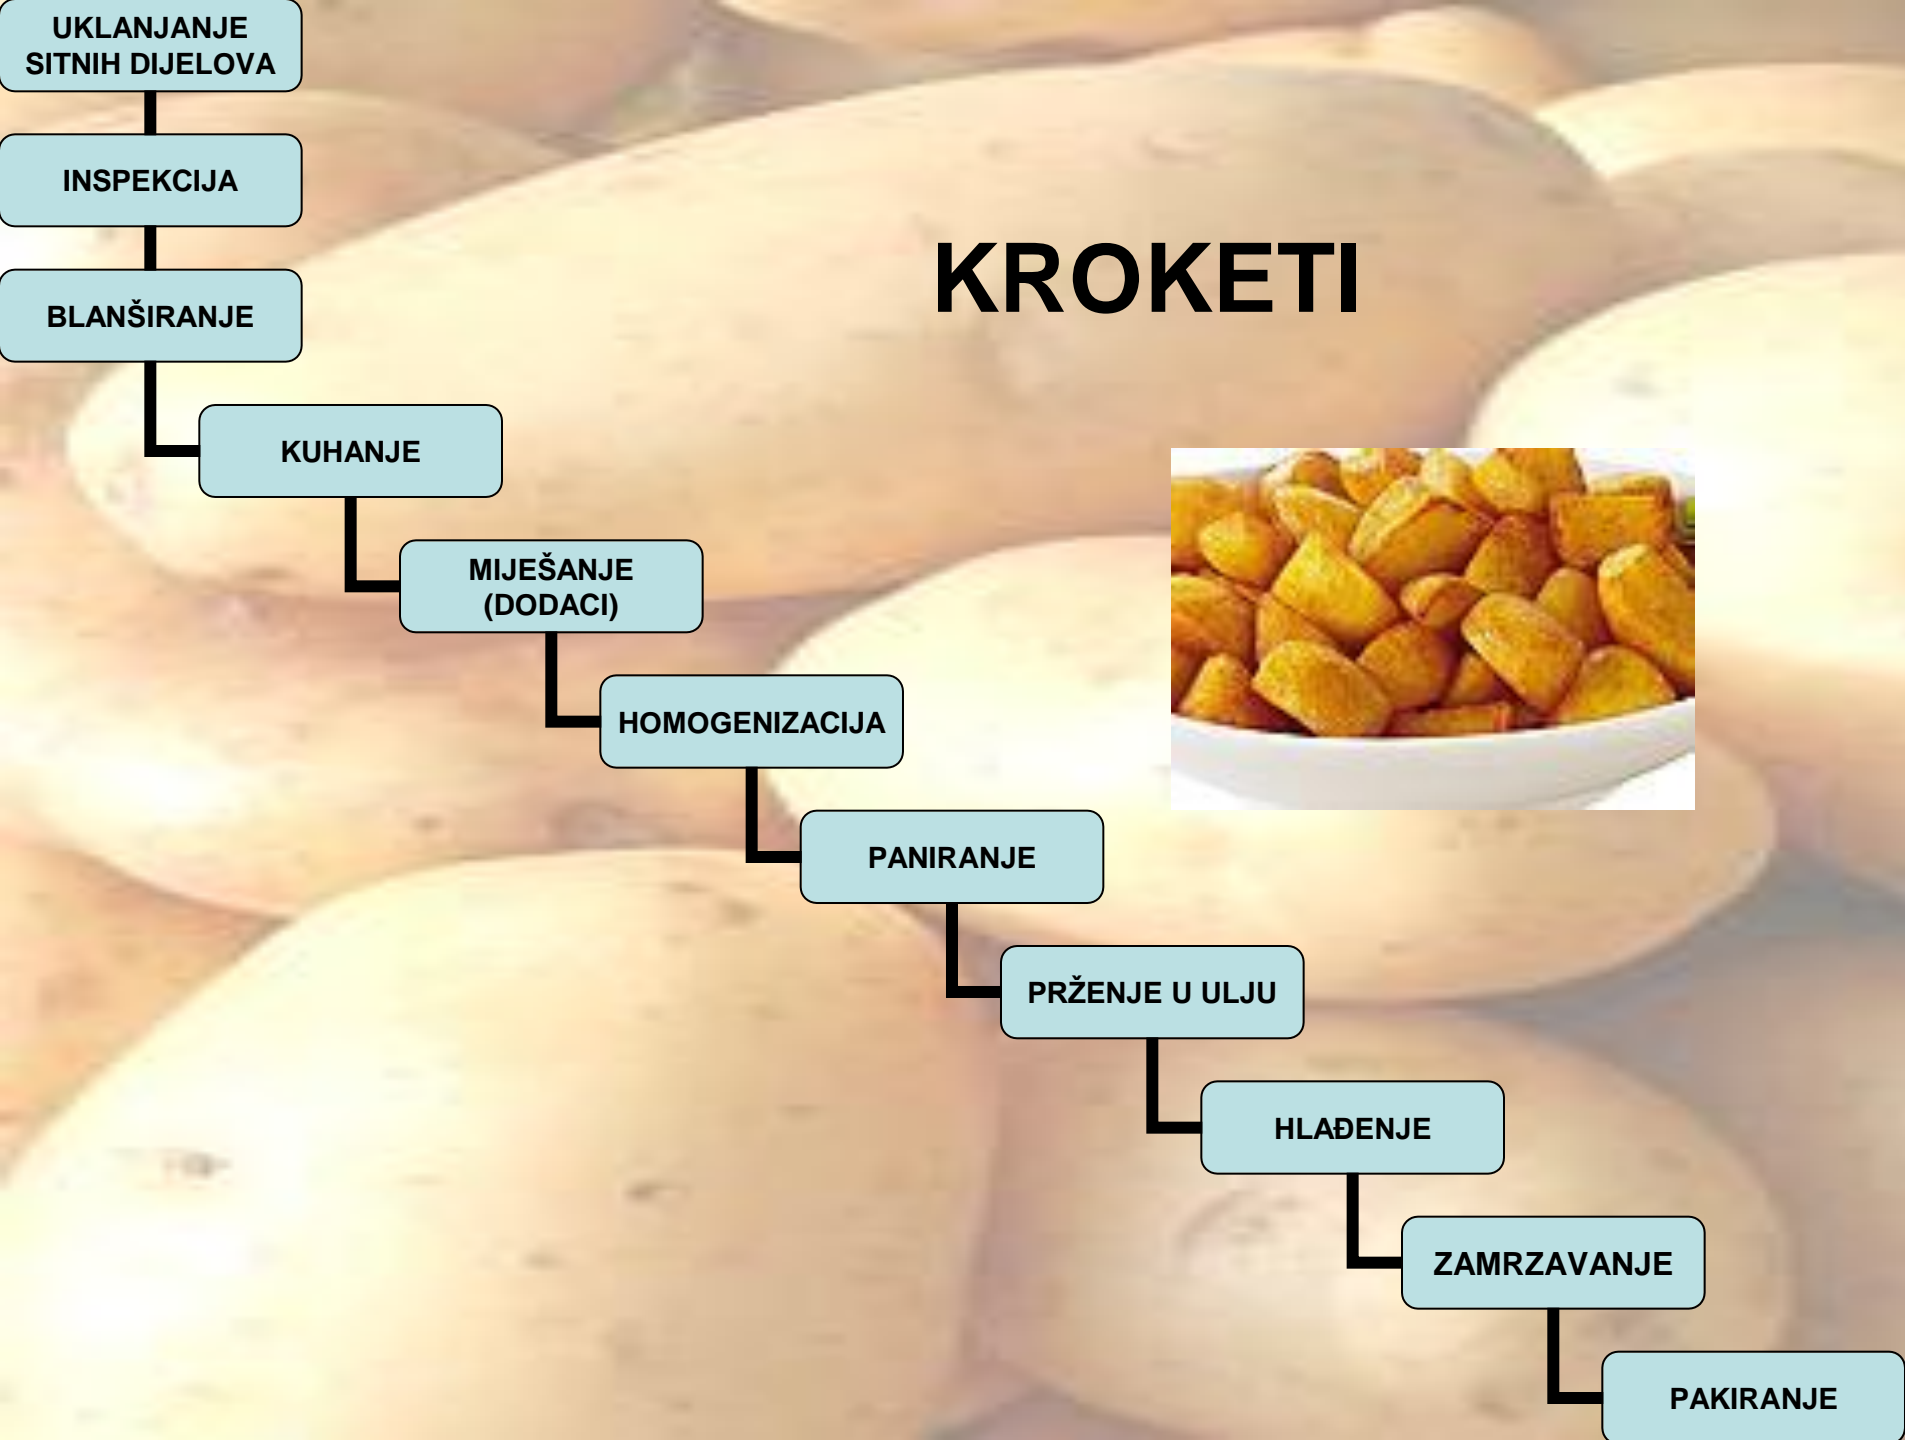 UKLANJANJE
SITNIH DIJELOVA
INSPEKCIJA
BLANŠIRANJE
KROKETI
KUHANJE
MIJEŠANJE
(DODACI)
HOMOGENIZACIJA
PANIRANJE
PRŽENJE U ULJU
HLAĐENJE
ZAMRZAVANJE
PAKIRANJE